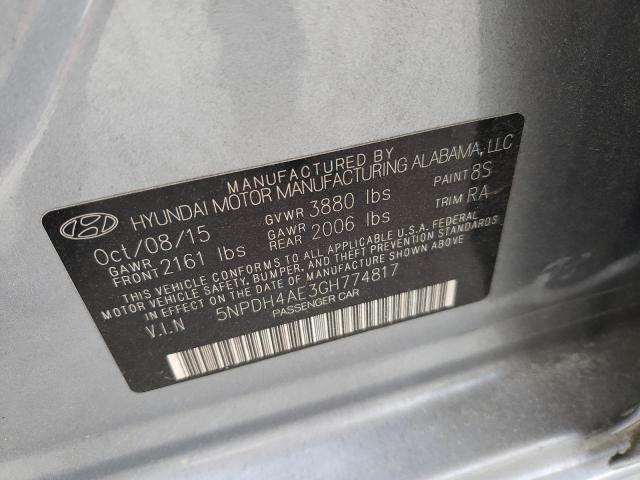 MANUFACTURED BY
HYUNDAI MOTOR MANUFACTURING ALABAMA, LLC
Oct/08/15 GVWR 3880 lbs PAINT 8S
GAWR FRONT 2161 lbs GAWR REAR 2006 lbs TRIM RA
THIS VEHICLE CONFORMS TO ALL APPLICABLE U.S.A. FEDERAL
MOTOR VEHICLE SAFETY, BUMPER, AND THEFT PREVENTION STANDARDS
IN EFFECT ON THE DATE OF MANUFACTURE SHOWN ABOVE.
V.I.N 5NPDH4AE3GH774817
PASSENGER CAR